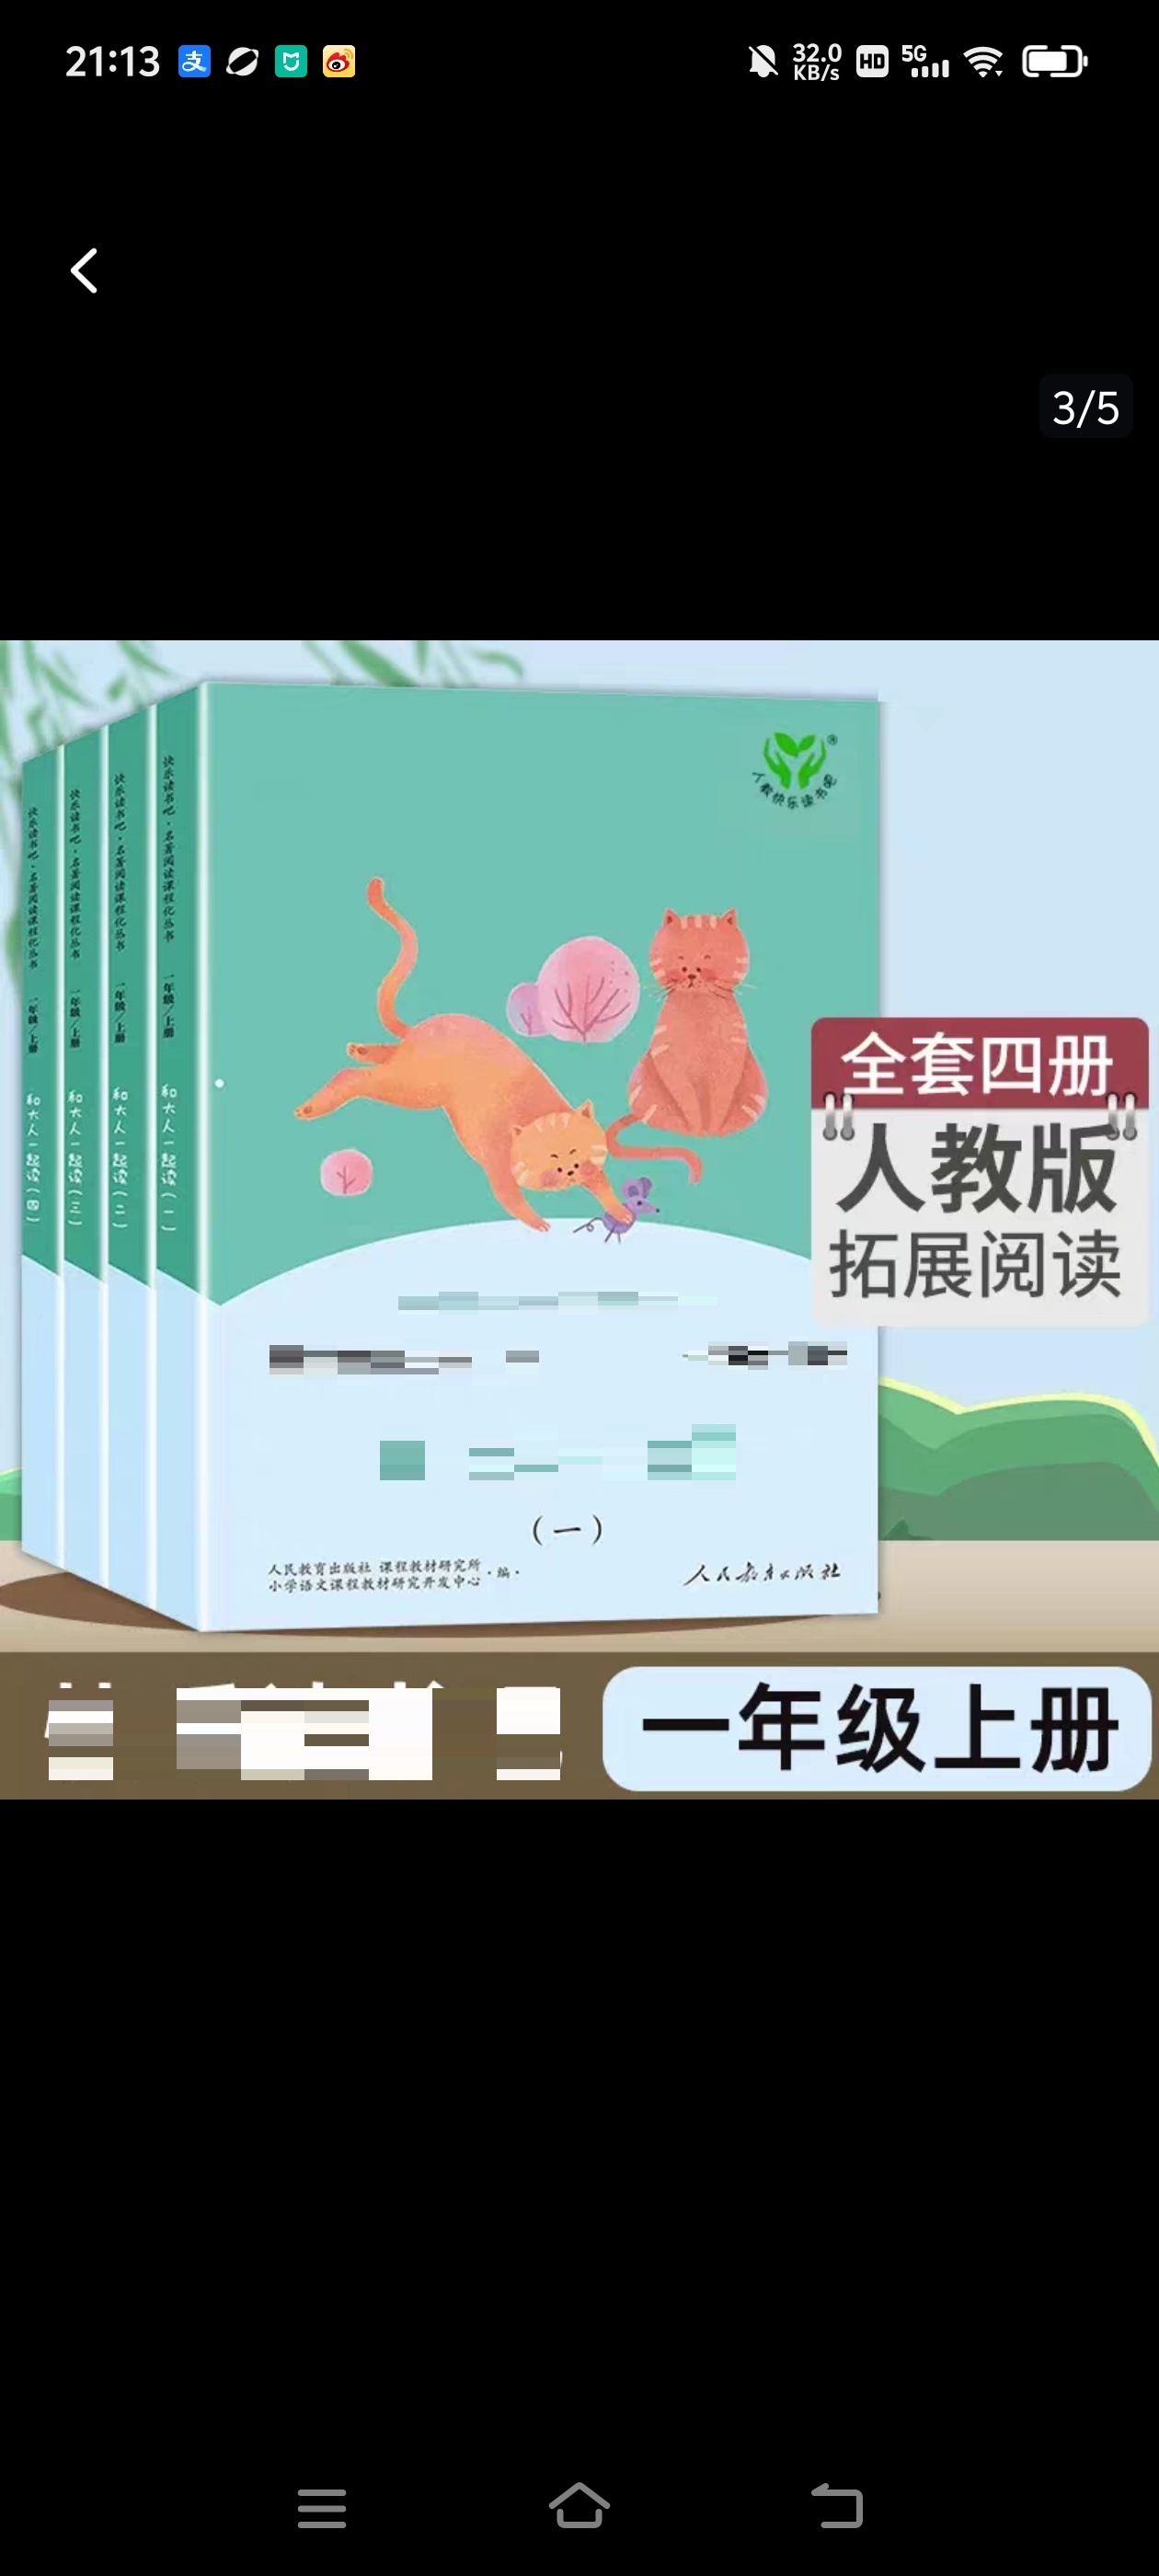 21:13
支
32.0
KB/s
HD
5G
3/5
人教快乐读书吧
®
快乐读书吧·名著阅读课程化丛书 一年级/上册 和大人一起读(四)
快乐读书吧·名著阅读课程化丛书 一年级/上册 和大人一起读(三)
快乐读书吧·名著阅读课程化丛书 一年级/上册 和大人一起读(二)
快乐读书吧·名著阅读课程化丛书 一年级/上册 和大人一起读(一)
全套四册
人教版
拓展阅读
(一)
人民教育出版社 课程教材研究所
小学语文课程教材研究开发中心
·编·
人民教育出版社
一年级上册